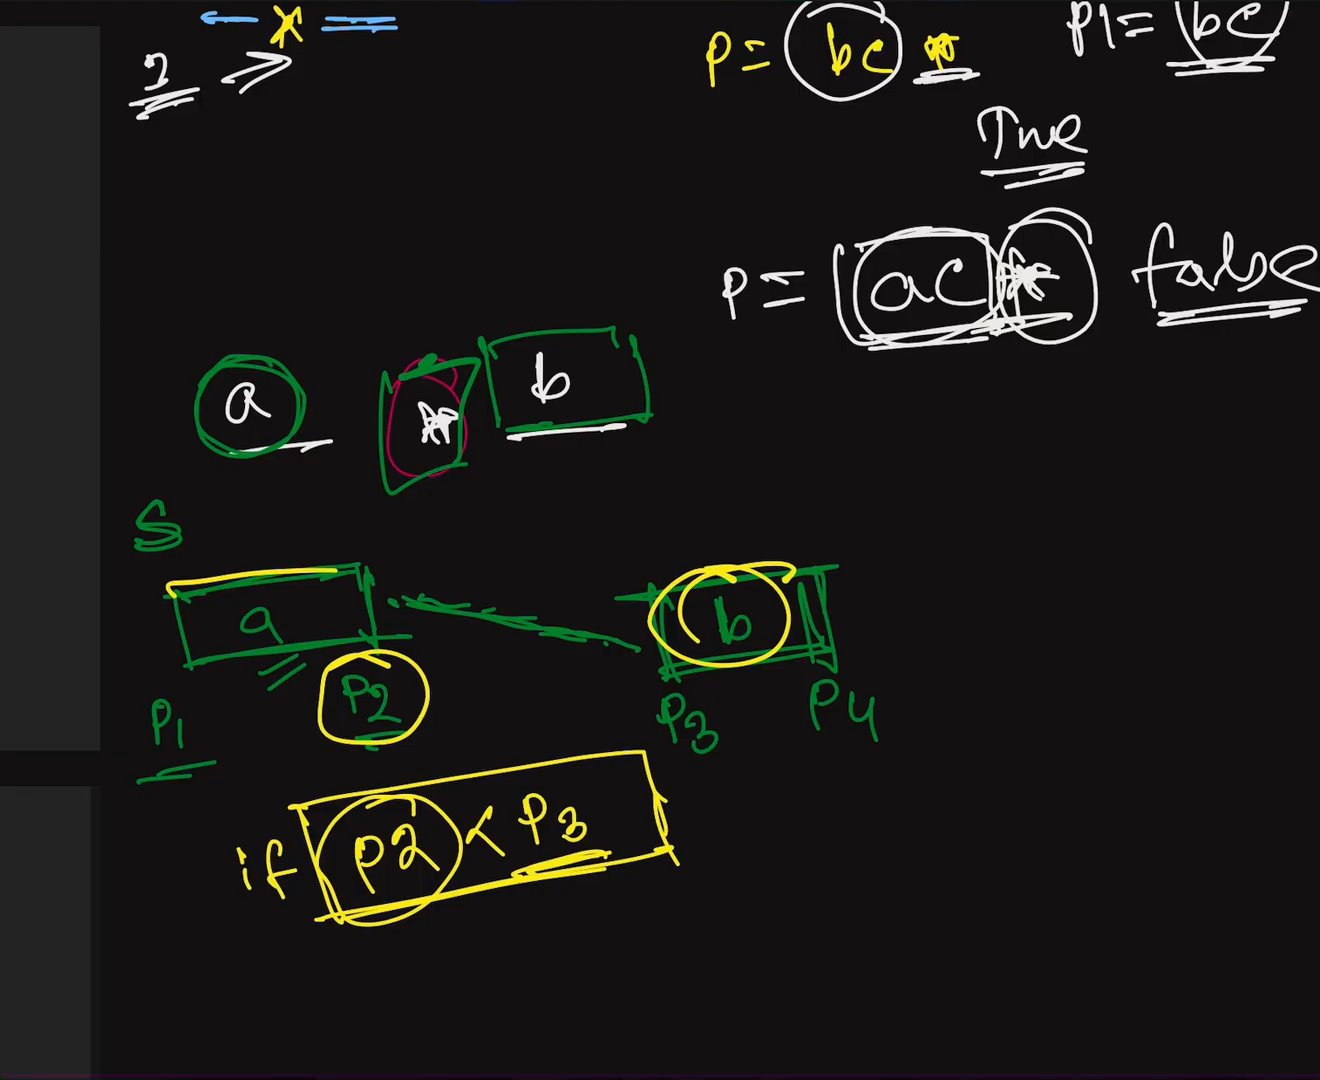 ← * =
P = bc *
P1 = bc
? →
True
P = ac * false
a * b
S
a b
P1 P2 P3 P4
if P2 < P3